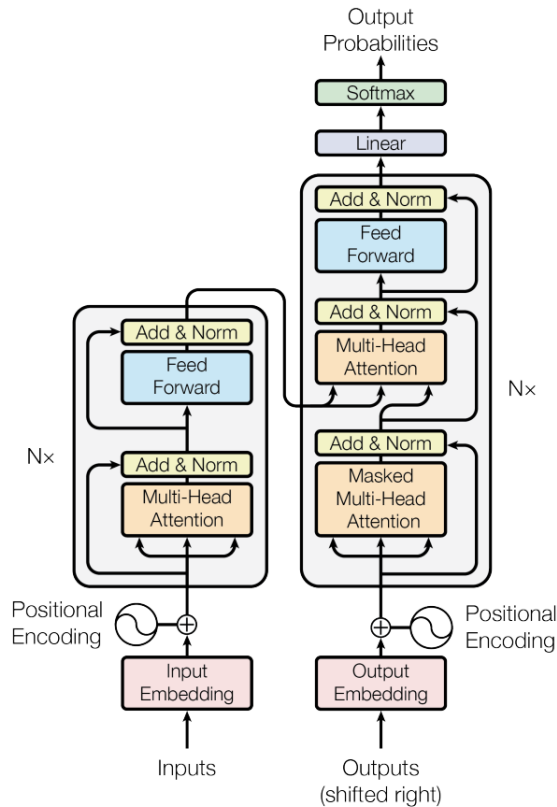 Output
Probabilities
Softmax
Linear
Add & Norm
Feed
Forward
Add & Norm
Multi-Head
Attention
Add & Norm
Masked
Multi-Head
Attention
N×
Add & Norm
Feed
Forward
Add & Norm
Multi-Head
Attention
N×
Positional
Encoding
Positional
Encoding
Input
Embedding
Output
Embedding
Inputs
Outputs
(shifted right)